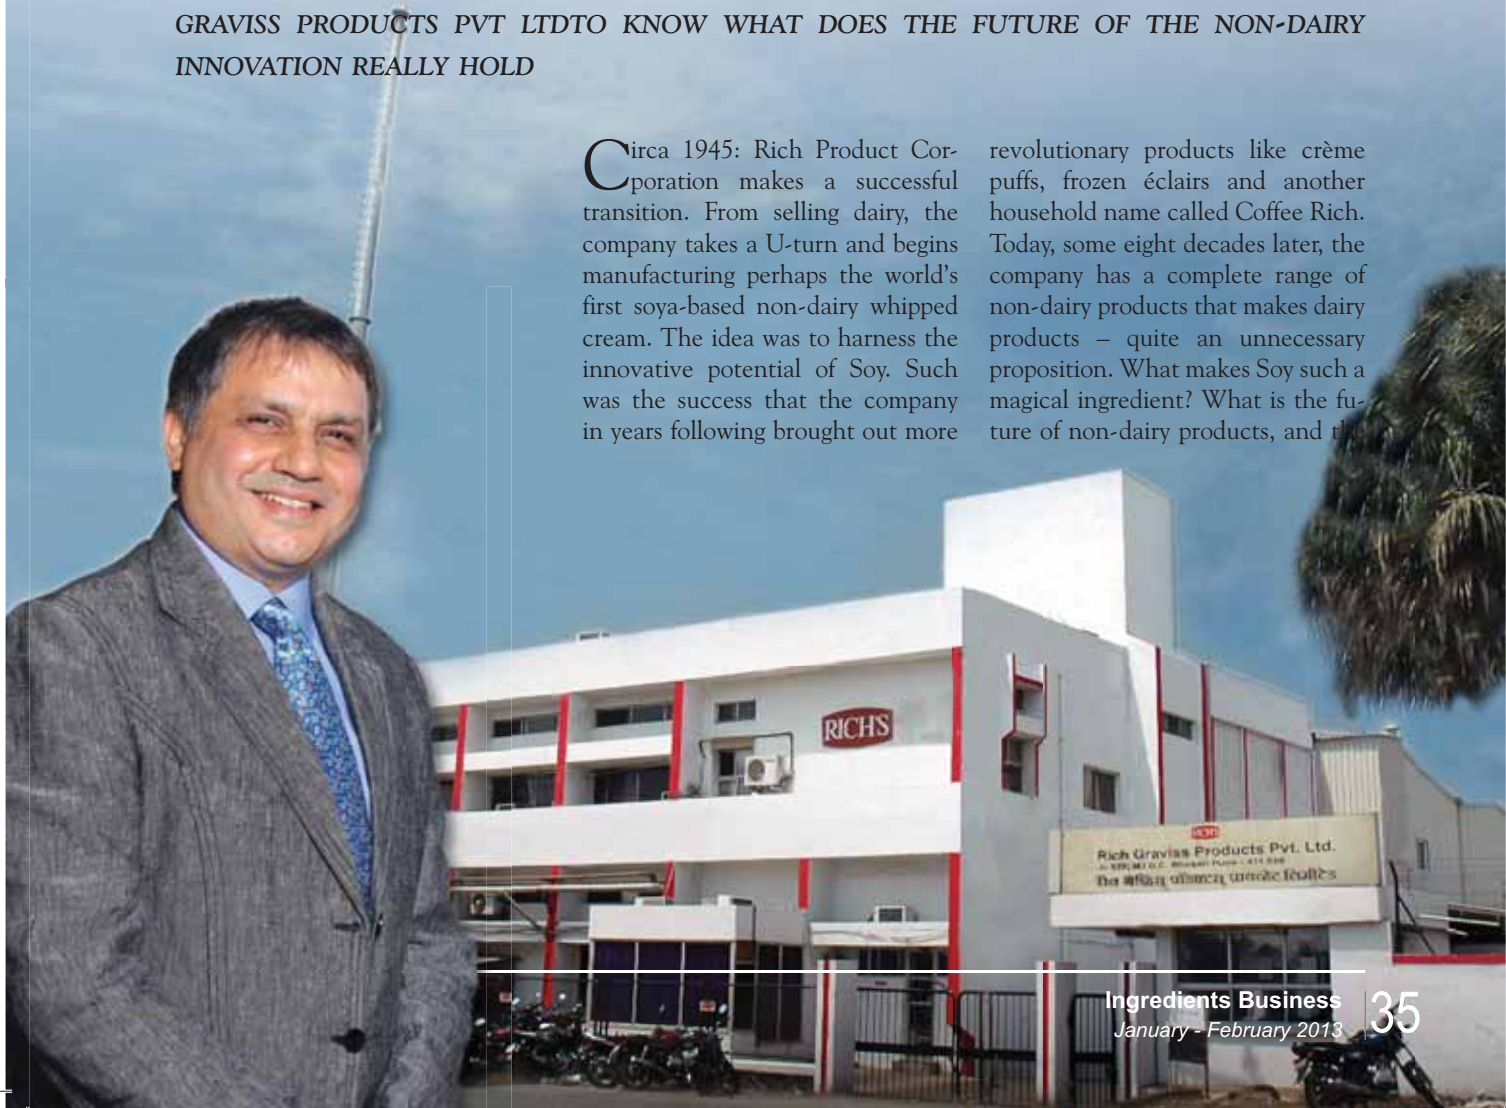 GRAVISS PRODUCTS PVT LTDTO KNOW WHAT DOES THE FUTURE OF THE NON-DAIRY
INNOVATION REALLY HOLD
Circa 1945: Rich Product Cor-
poration makes a successful
transition. From selling dairy, the
company takes a U-turn and begins
manufacturing perhaps the world's
first soya-based non-dairy whipped
cream. The idea was to harness the
innovative potential of Soy. Such
was the success that the company
in years following brought out more
revolutionary products like crème
puffs, frozen éclairs and another
household name called Coffee Rich.
Today, some eight decades later, the
company has a complete range of
non-dairy products that makes dairy
products – quite an unnecessary
proposition. What makes Soy such a
magical ingredient? What is the fu-
ture of non-dairy products, and the
RICH'S
RICH'S
Rich Graviss Products Pvt. Ltd.
Ingredients Business
January - February 2013
35